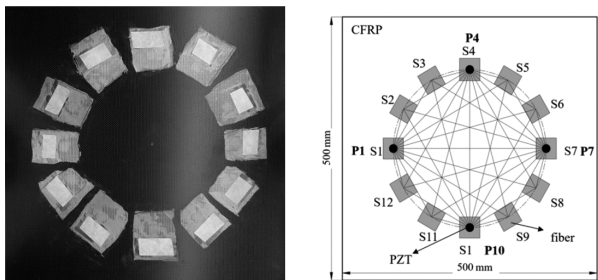 CFRP
P4
S4
S3
S5
S2
S6
P1
S1
S7
P7
S12
S8
S11
S9
S1
P10
PZT
fiber
500 mm
500 mm